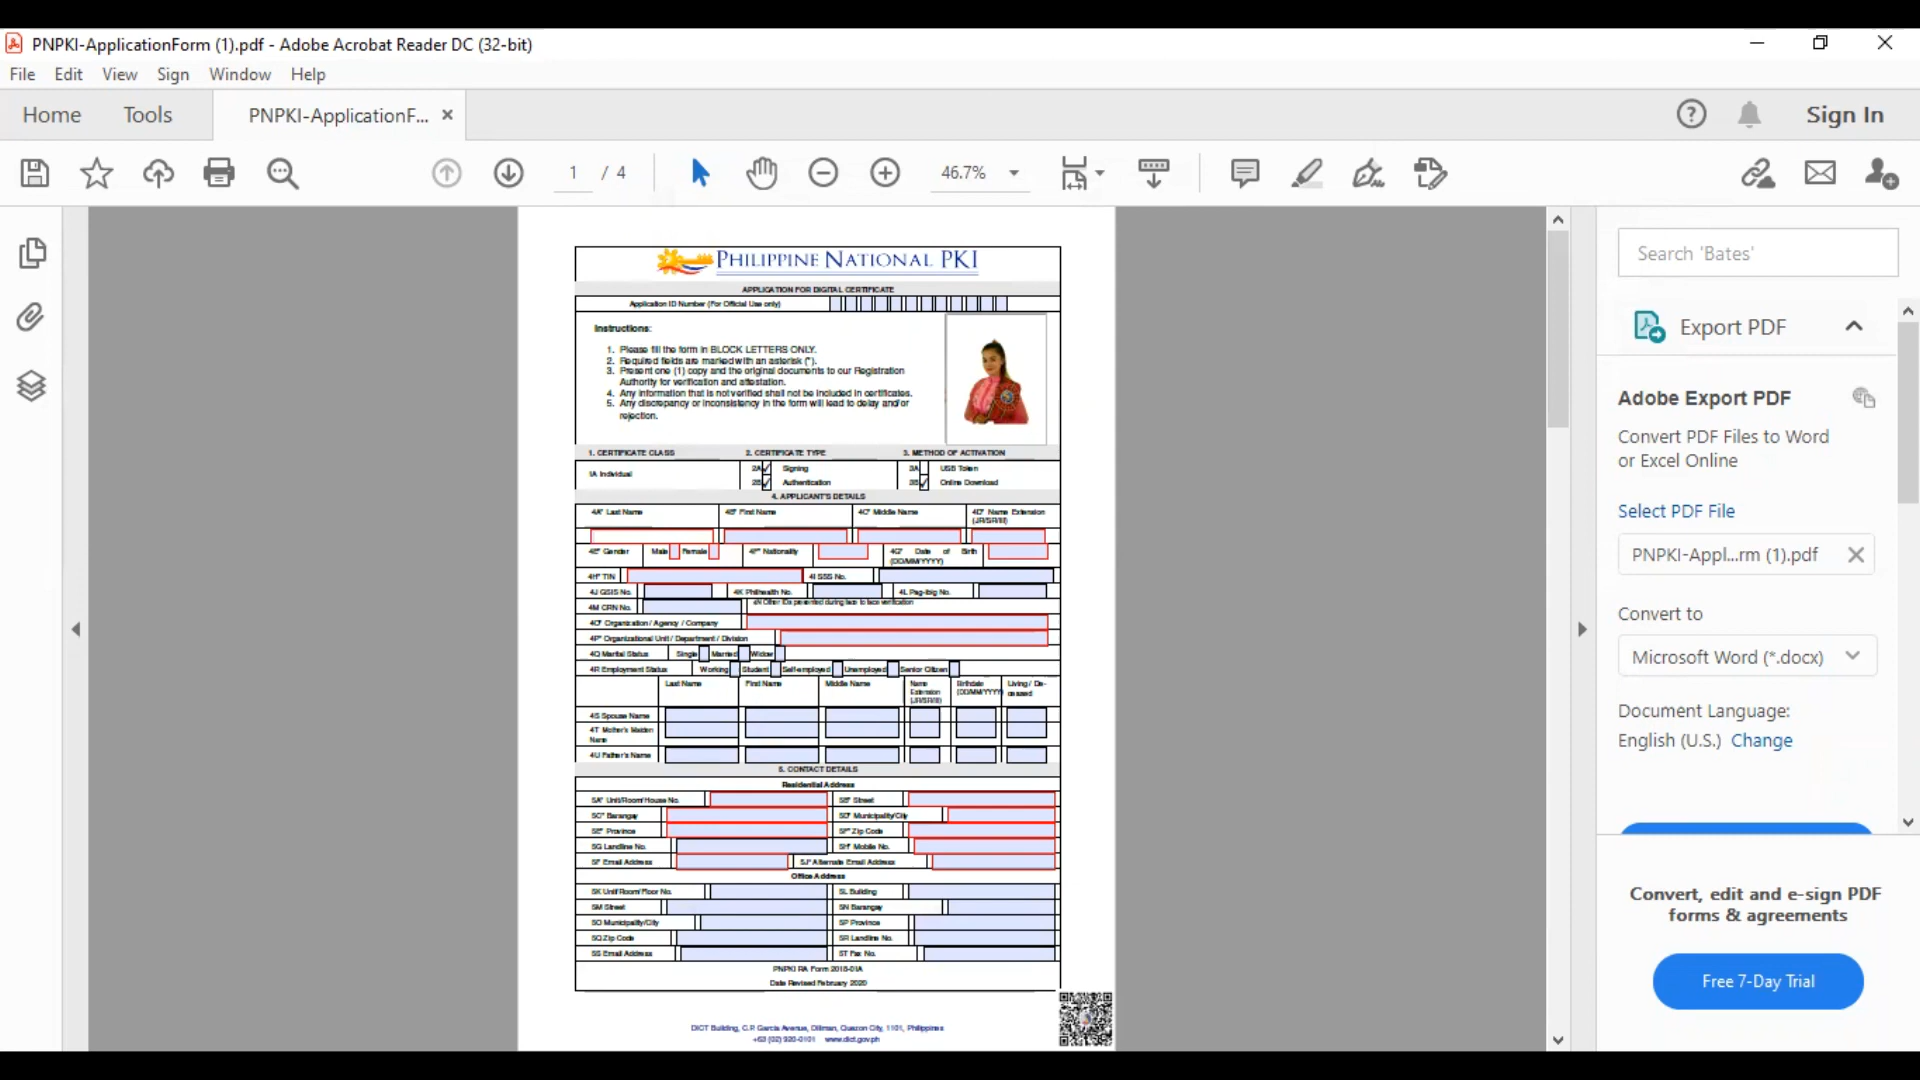 PNPKI-ApplicationForm (1).pdf - Adobe Acrobat Reader DC (32-bit)
File Edit View Sign Window Help
Home Tools PNPKI-ApplicationF... Sign In
1 / 4 46.7%
PHILIPPINE NATIONAL PKI
APPLICATION FOR DIGITAL CERTIFICATE
Application ID Number (For Official Use only)
Instructions:
1. Please fill the form in BLOCK LETTERS ONLY.
2. Required fields are marked with an asterisk (*).
3. Present one (1) copy and the original documents to our Registration
Authority for verification and attestation.
4. Any information that is not verified shall not be included in certificates.
5. Any discrepancy or inconsistency in the form will lead to delay and/or
rejection.
1. CERTIFICATE CLASS 2. CERTIFICATE TYPE 3. METHOD OF ACTIVATION
1A Individual
2A Signing 3A USB Token
2B Authentication 3B Online Download
4. APPLICANT'S DETAILS
4A* Last Name 4B* First Name 4C* Middle Name 4D* Name Extension
(JR/SR/III)
4E* Gender Male Female 4F* Nationality 4G* Date of Birth
(DD/MM/YYYY)
4H* TIN 4I SSS No.
4J GSIS No. 4K Philhealth No. 4L Pag-ibig No.
4M CRN No. 4N Other IDs presented during face to face verification
4O* Organization / Agency / Company
4P* Organizational Unit / Department / Division
4Q Marital Status Single Married Widow
4R Employment Status Working Student Self-employed Unemployed Senior Citizen
Last Name First Name Middle Name Name Birthdate Living / De-
Extension (DD/MM/YYYY) ceased
(JR/SR/III)
4S Spouse Name
4T Mother's Maiden
Name
4U Father's Name
5. CONTACT DETAILS
Residential Address
5A* Unit/Room/House No. 5B* Street
5C* Barangay 5D* Municipality/City
5E* Province 5F* Zip Code
5G Landline No. 5H* Mobile No.
5I* Email Address 5J* Alternate Email Address
Office Address
5K Unit/Room/Floor No. 5L Building
5M Street 5N Barangay
5O Municipality/City 5P Province
5Q Zip Code 5R Landline No.
5S Email Address 5T Fax No.
PNPKI RA Form 2018-01A
Date Revised February 2020
DICT Building, C.P. Garcia Avenue, Diliman, Quezon City, 1101, Philippines
+63 (02) 920-0101 www.dict.gov.ph
Search 'Bates'
Export PDF
Adobe Export PDF
Convert PDF Files to Word
or Excel Online
Select PDF File
PNPKI-Appl...rm (1).pdf
Convert to
Microsoft Word (*.docx)
Document Language:
English (U.S.) Change
Convert, edit and e-sign PDF
forms & agreements
Free 7-Day Trial